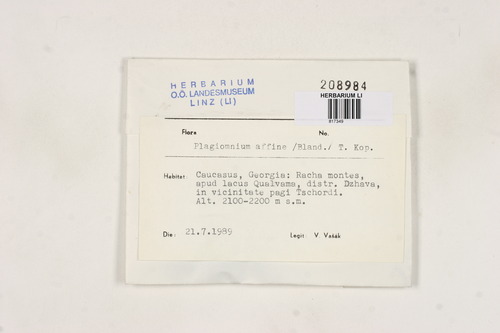 HERBARIUM
O.Ö. LANDESMUSEUM
LINZ (LI)
208984
HERBARIUM LI
817349
Flora No.
Plagiomnium affine /Bland./ T. Kop.
Habitat: Caucasus, Georgia: Racha montes,
apud lacus Qualvama, distr. Dzhava,
in vicinitate pagi Tschordi.
Alt. 2100-2200 m s.m.
Die: 21.7.1989 Legit: V Vašák